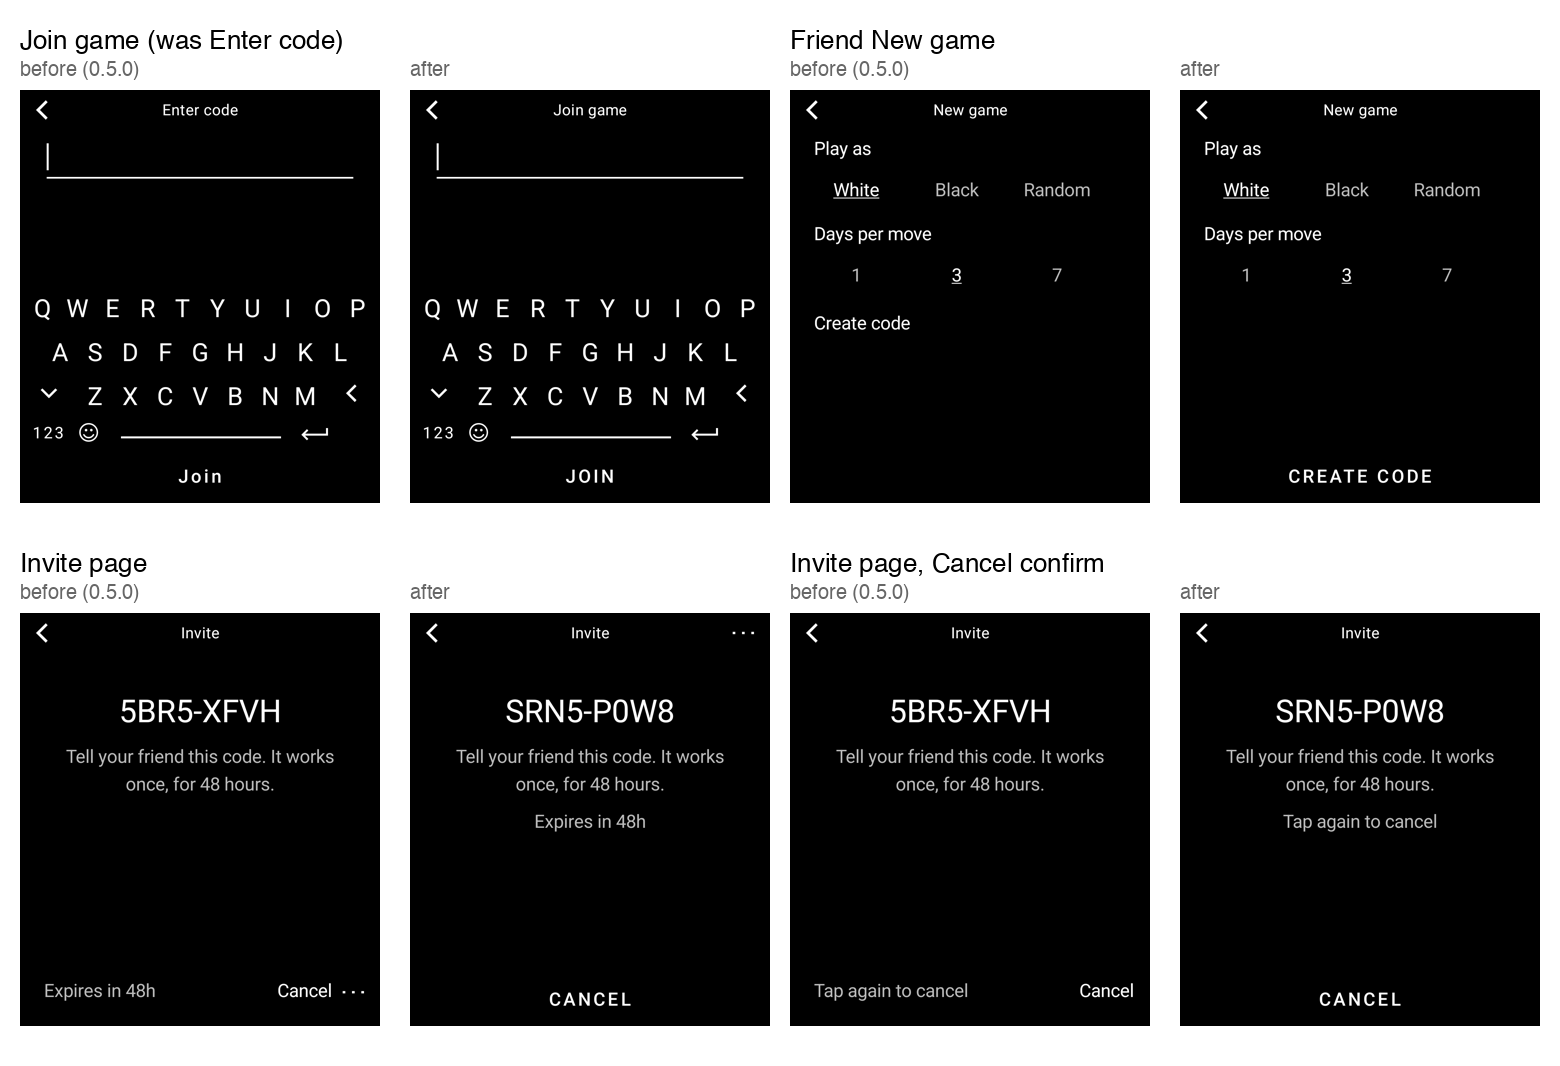 Join game (was Enter code)
before (0.5.0)
Enter code
Q W E R T Y U I O P
A S D F G H J K L
Z X C V B N M
123
Join
after
Join game
Q W E R T Y U I O P
A S D F G H J K L
Z X C V B N M
123
JOIN
Friend New game
before (0.5.0)
New game
Play as
White Black Random
Days per move
1 3 7
Create code
after
New game
Play as
White Black Random
Days per move
1 3 7
CREATE CODE
Invite page
before (0.5.0)
Invite
5BR5-XFVH
Tell your friend this code. It works
once, for 48 hours.
Expires in 48h Cancel ...
after
Invite ...
SRN5-P0W8
Tell your friend this code. It works
once, for 48 hours.
Expires in 48h
CANCEL
Invite page, Cancel confirm
before (0.5.0)
Invite
5BR5-XFVH
Tell your friend this code. It works
once, for 48 hours.
Tap again to cancel Cancel
after
Invite
SRN5-P0W8
Tell your friend this code. It works
once, for 48 hours.
Tap again to cancel
CANCEL